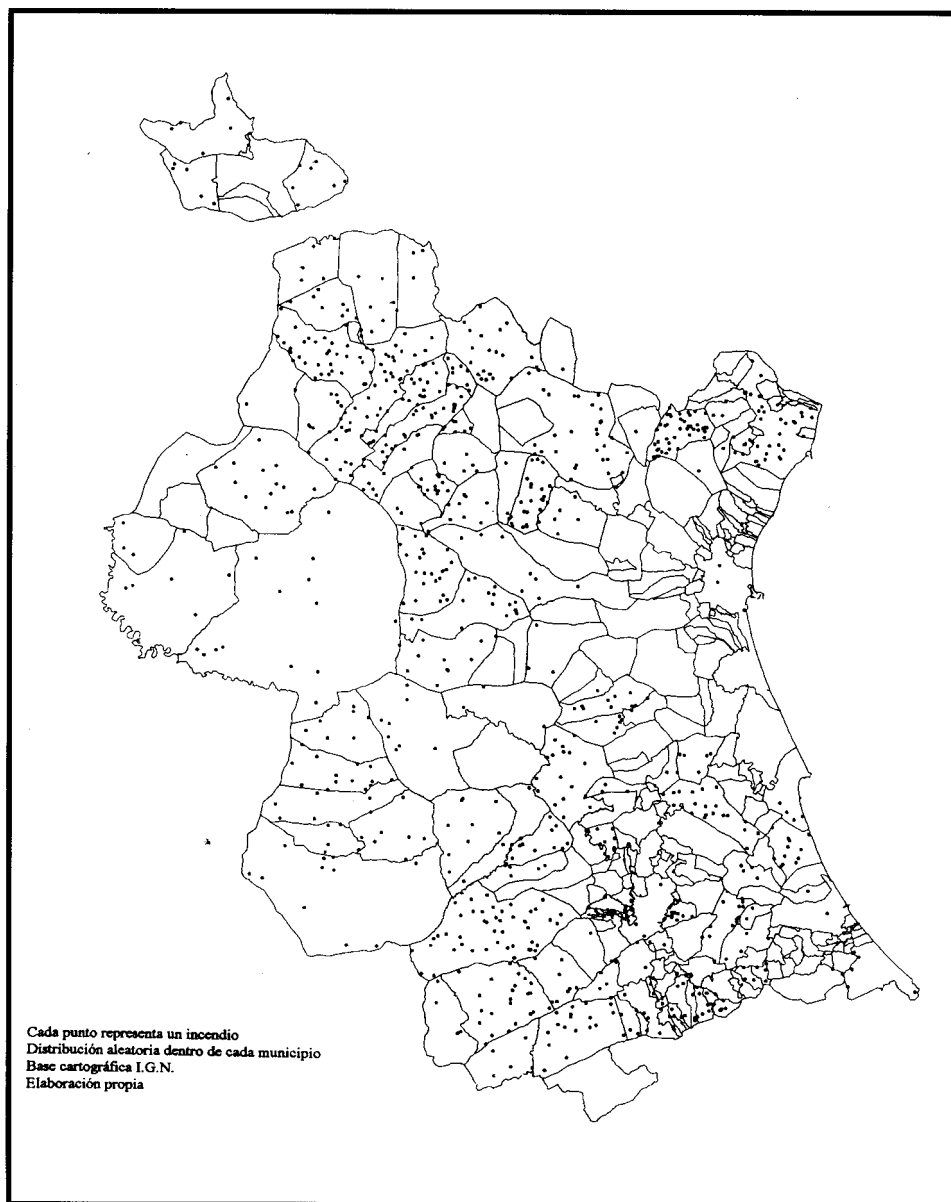 Cada punto representa un incendio
Distribución aleatoria dentro de cada municipio
Base cartográfica I.G.N.
Elaboración propia